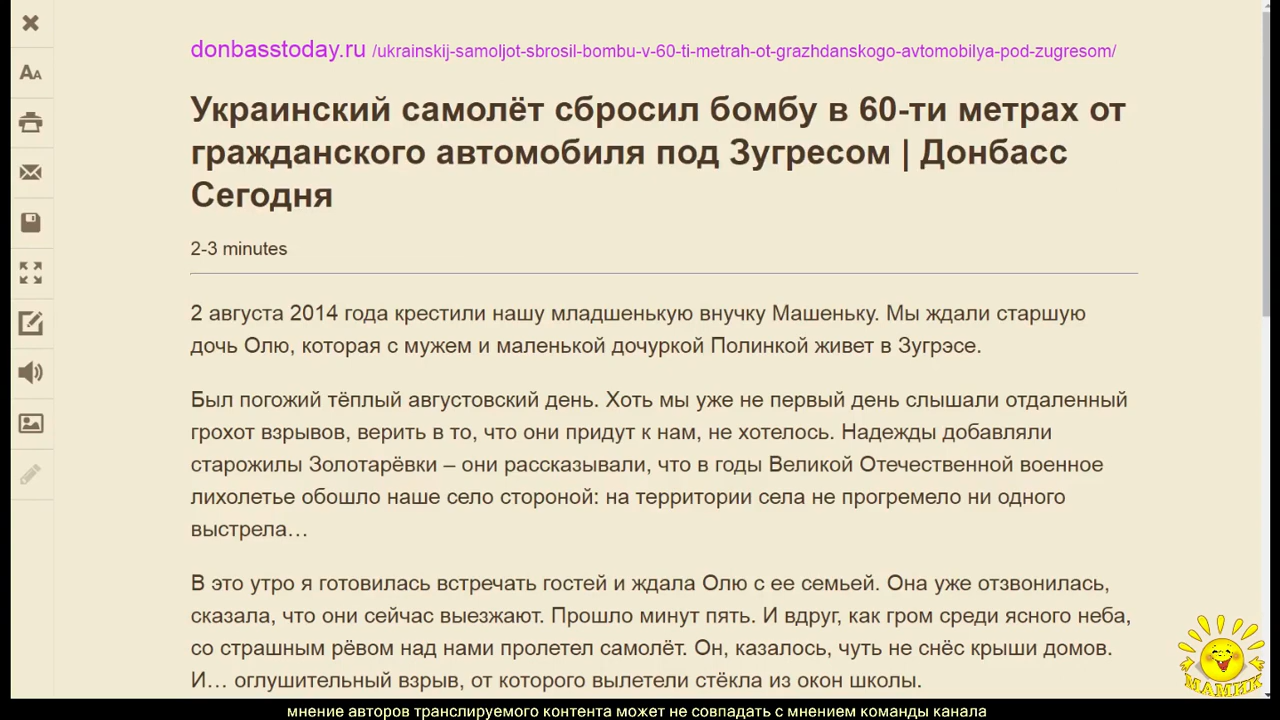 donbasstoday.ru /ukrainskij-samoljot-sbrosil-bombu-v-60-ti-metrah-ot-grazhdanskogo-avtomobilya-pod-zugresom/
Украинский самолёт сбросил бомбу в 60-ти метрах от
гражданского автомобиля под Зугресом | Донбасс
Сегодня
2-3 minutes
2 августа 2014 года крестили нашу младшенькую внучку Машеньку. Мы ждали старшую
дочь Олю, которая с мужем и маленькой дочуркой Полинкой живет в Зугрэсе.
Был погожий тёплый августовский день. Хоть мы уже не первый день слышали отдаленный
грохот взрывов, верить в то, что они придут к нам, не хотелось. Надежды добавляли
старожилы Золотарёвки – они рассказывали, что в годы Великой Отечественной военное
лихолетье обошло наше село стороной: на территории села не прогремело ни одного
выстрела…
В это утро я готовилась встречать гостей и ждала Олю с ее семьей. Она уже отзвонилась,
сказала, что они сейчас выезжают. Прошло минут пять. И вдруг, как гром среди ясного неба,
со страшным рёвом над нами пролетел самолёт. Он, казалось, чуть не снёс крыши домов.
И… оглушительный взрыв, от которого вылетели стёкла из окон школы.
МАМИК
мнение авторов транслируемого контента может не совпадать с мнением команды канала